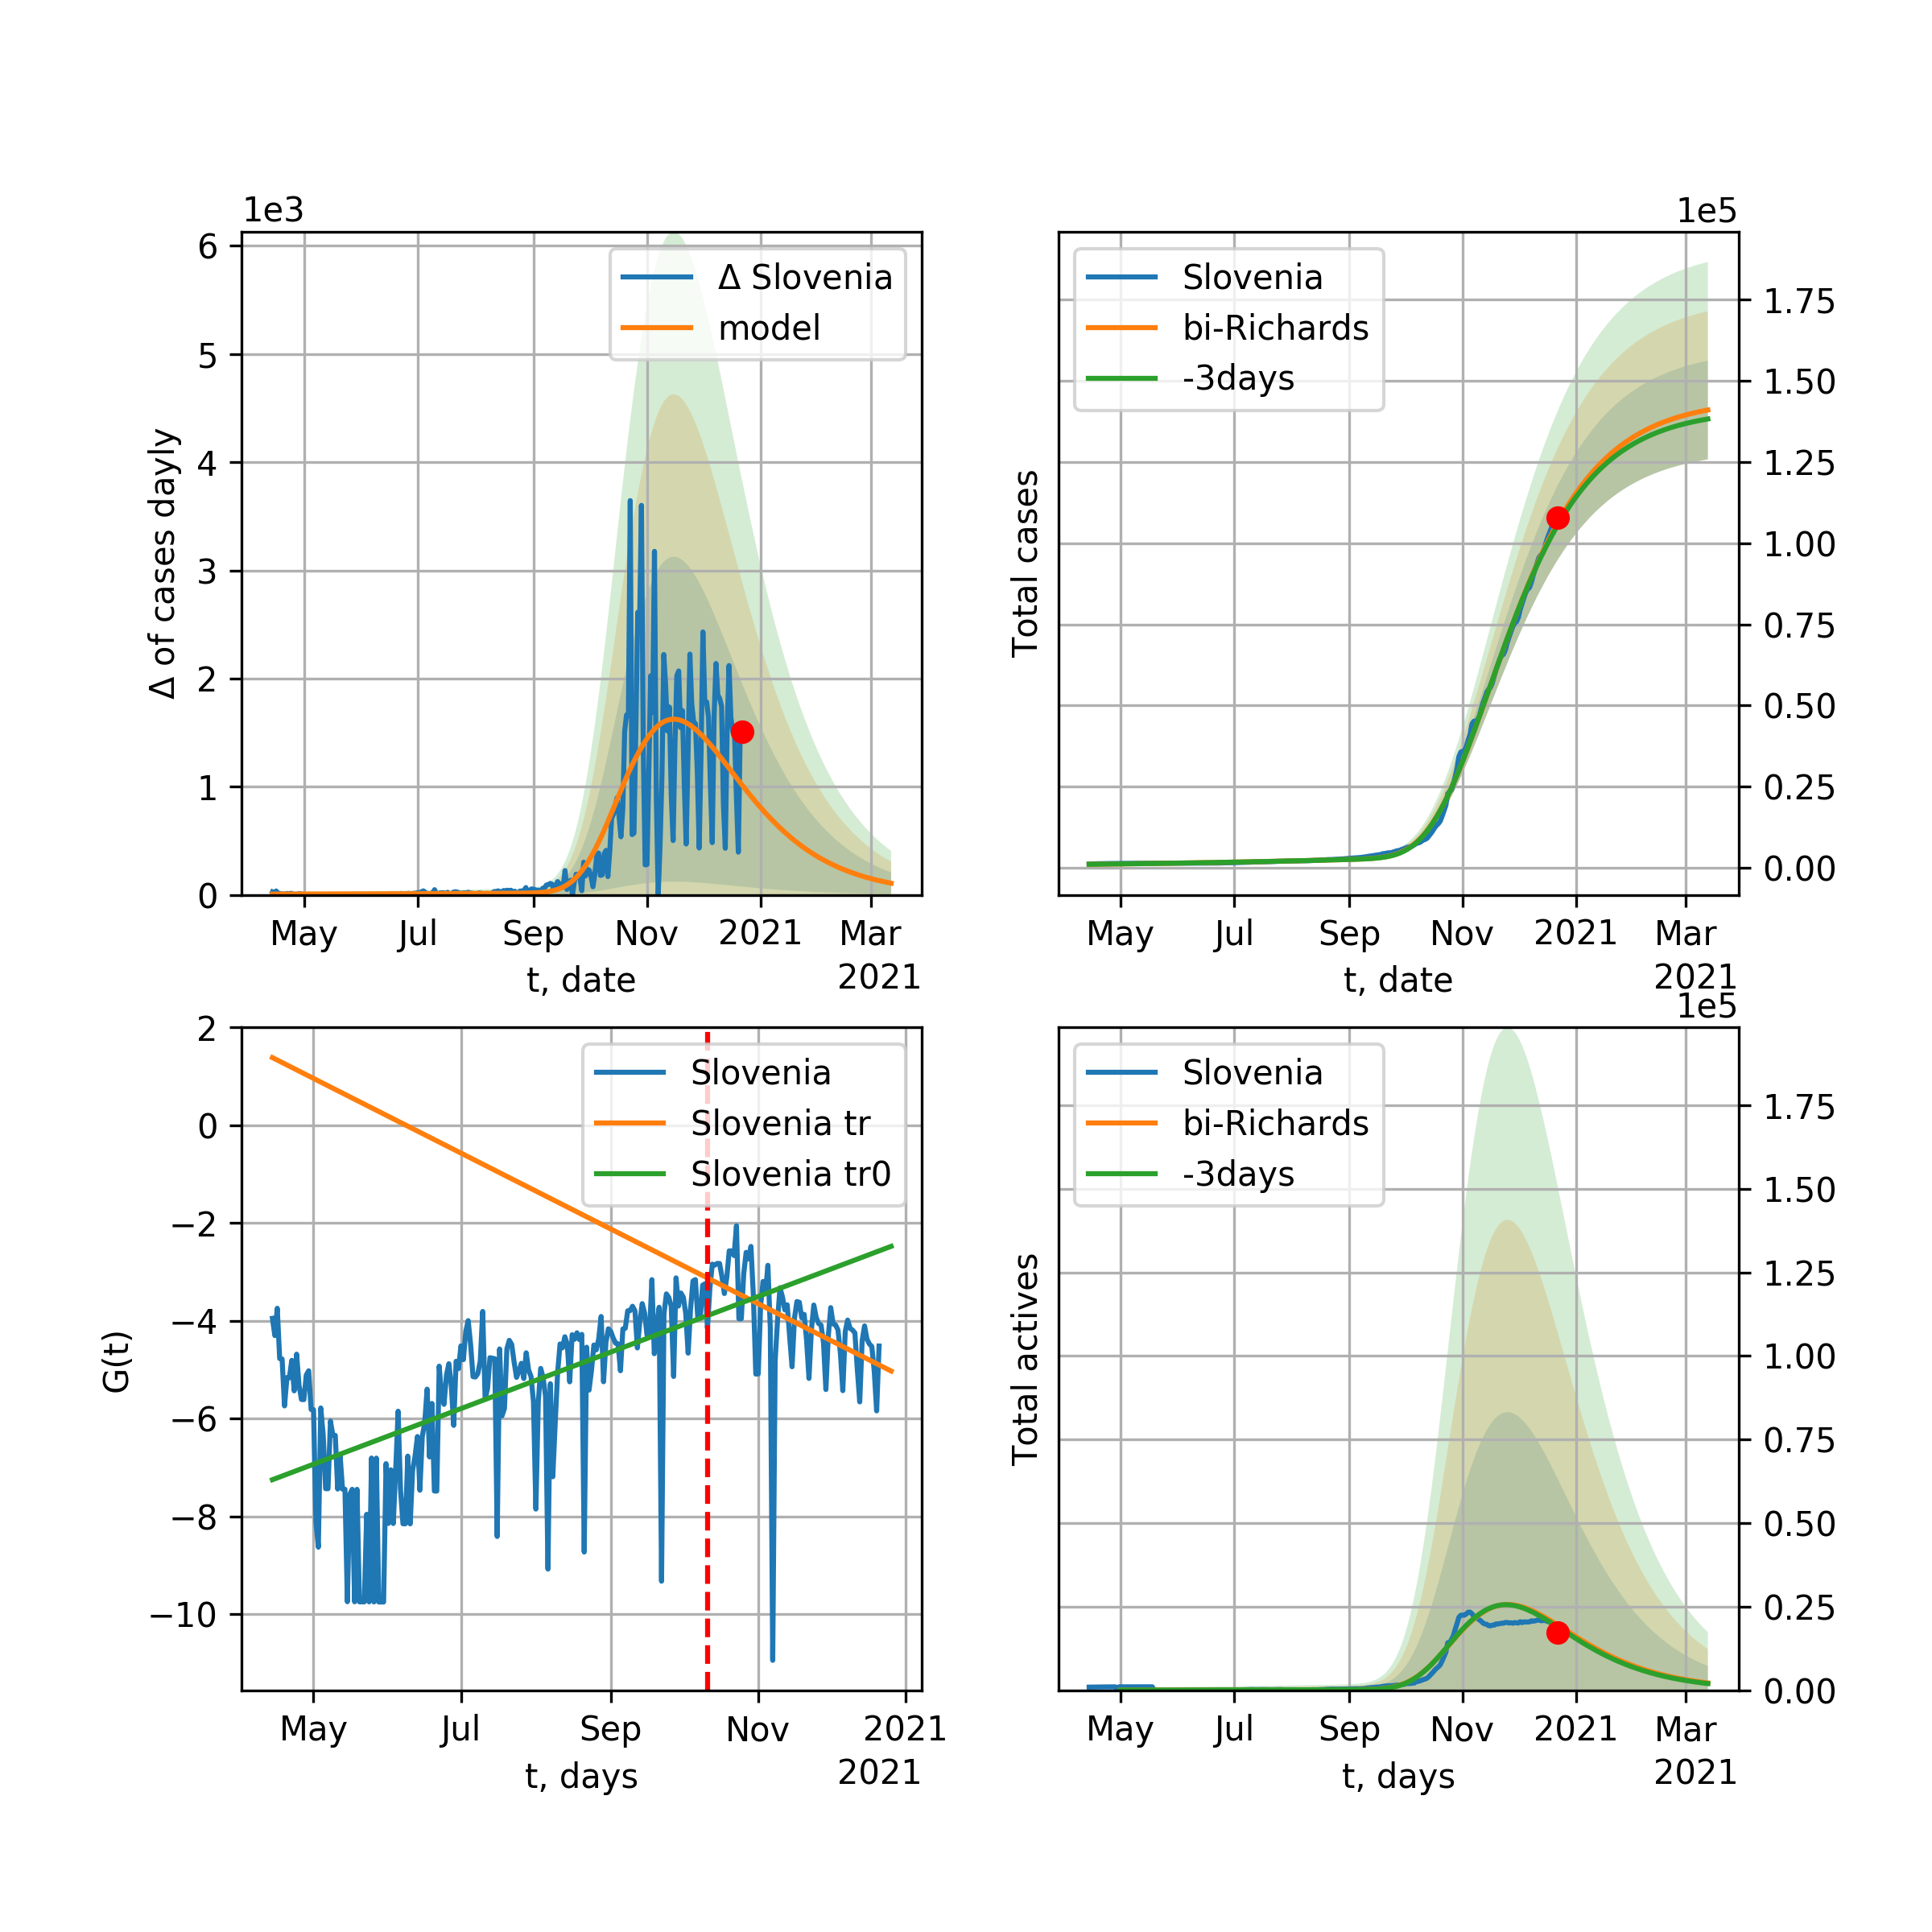 1e3
6
5
4
3
2
1
0
Δ of cases dayly
Δ Slovenia
model
May Jul Sep Nov 2021 Mar
t, date
2021
1e5
Slovenia
bi-Richards
-3days
Total cases
1.75
1.50
1.25
1.00
0.75
0.50
0.25
0.00
May Jul Sep Nov 2021 Mar
t, date
2021
2
0
−2
−4
−6
−8
−10
G(t)
Slovenia
Slovenia tr
Slovenia tr0
May Jul Sep Nov 2021
t, days
2021
1e5
Slovenia
bi-Richards
-3days
Total actives
1.75
1.50
1.25
1.00
0.75
0.50
0.25
0.00
May Jul Sep Nov 2021 Mar
t, days
2021